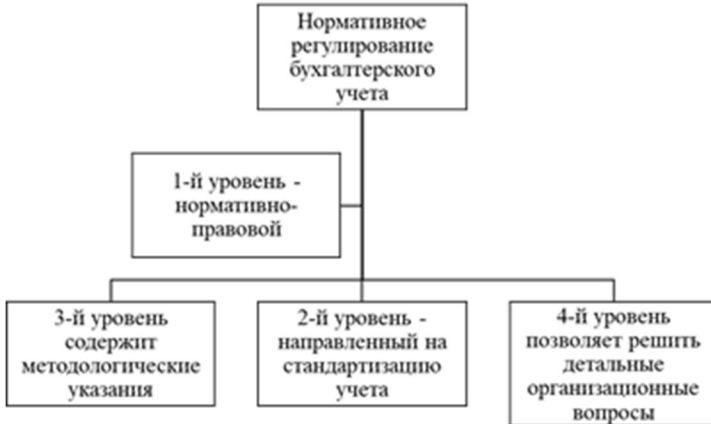 Нормативное
регулирование
бухгалтерского
учета
1-й уровень -
нормативно-
правовой
3-й уровень
содержит
методологические
указания
2-й уровень -
направленный на
стандартизацию
учета
4-й уровень
позволяет решить
детальные
организационные
вопросы